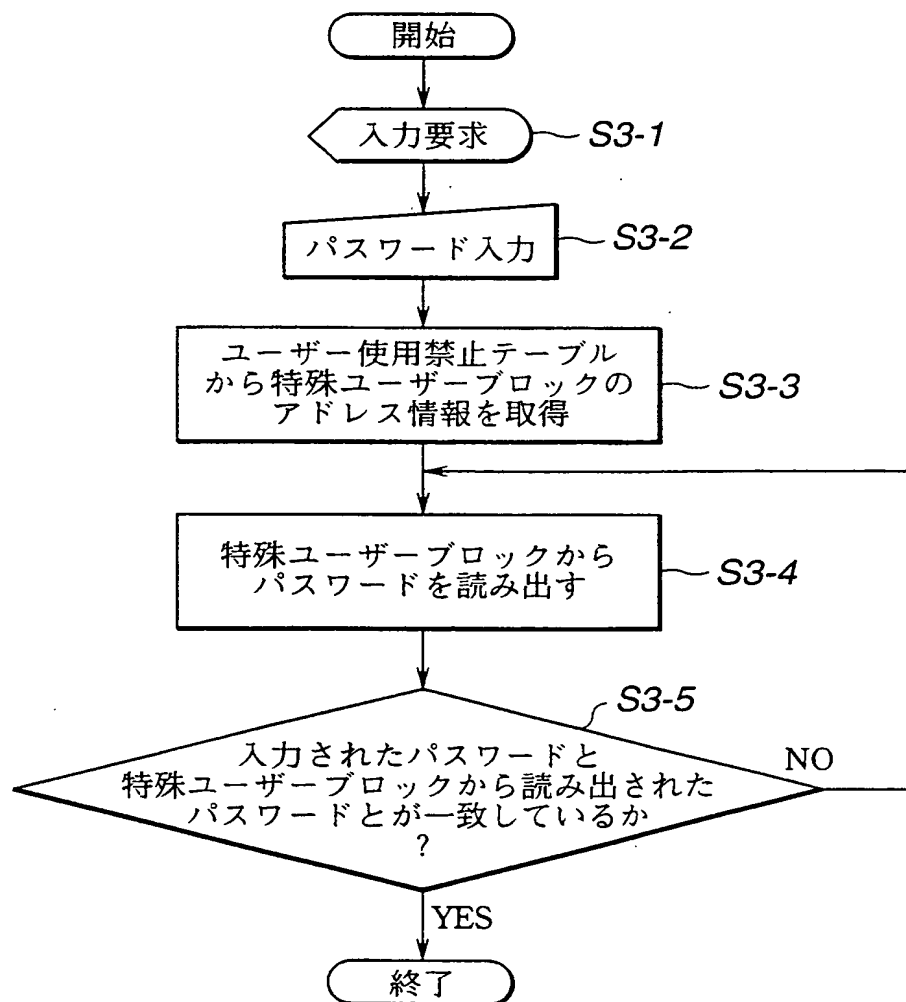 開始
入力要求
S3-1
パスワード入力
S3-2
ユーザー使用禁止テーブル
から特殊ユーザーブロックの
アドレス情報を取得
S3-3
特殊ユーザーブロックから
パスワードを読み出す
S3-4
S3-5
入力されたパスワードと
特殊ユーザーブロックから読み出された
パスワードとが一致しているか
?
NO
YES
終了